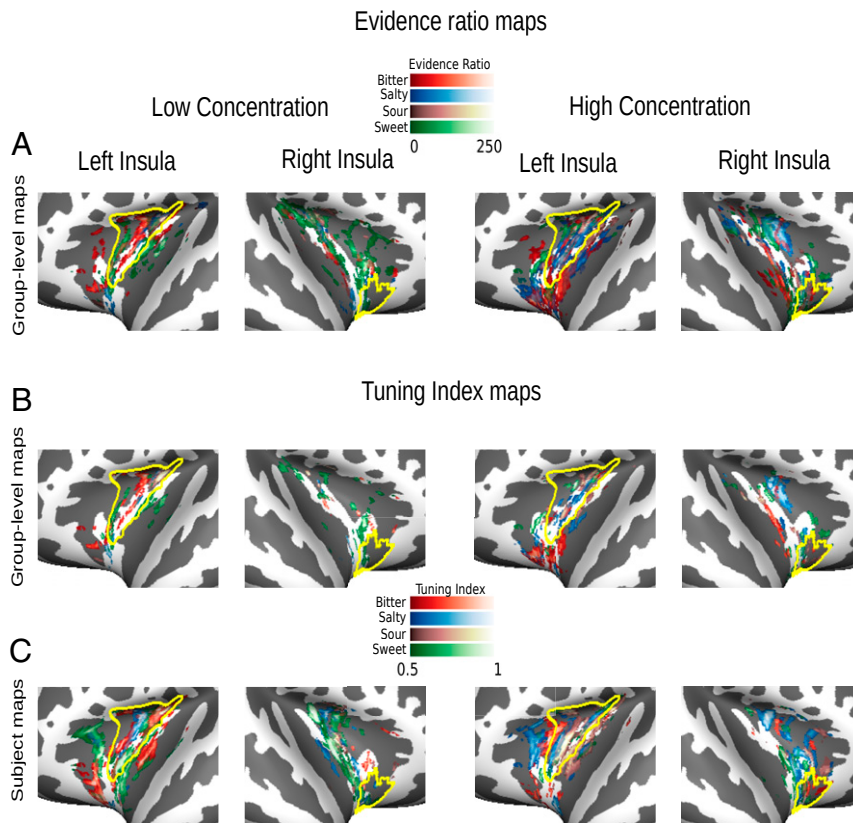 Evidence ratio maps
Evidence Ratio
Bitter
Salty
Sour
Sweet
0 250
Low Concentration
High Concentration
A
Left Insula
Right Insula
Left Insula
Right Insula
Group-level maps
B
Tuning Index maps
Group-level maps
Tuning Index
Bitter
Salty
Sour
Sweet
0.5 1
C
Subject maps